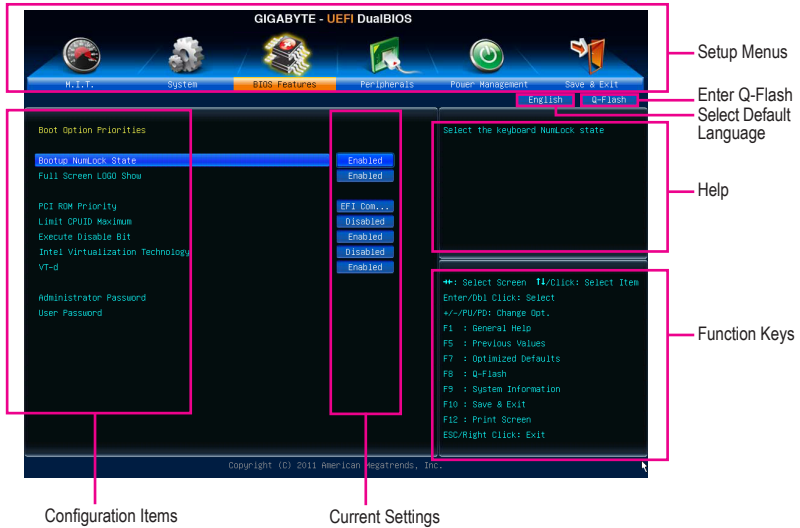 GIGABYTE - UEFI DualBIOS
M.I.T. System BIOS Features Peripherals Power Management Save & Exit
Setup Menus
English Q-Flash
Enter Q-Flash
Select Default
Language
Boot Option Priorities
Bootup NumLock State Enabled
Full Screen LOGO Show Enabled
PCI ROM Priority EFI Com...
Limit CPUID Maximum Disabled
Execute Disable Bit Enabled
Intel Virtualization Technology Disabled
VT-d Enabled
Administrator Password
User Password
Select the keyboard NumLock state
Help
→←: Select Screen ↑↓/Click: Select Item
Enter/Dbl Click: Select
+/-/PU/PD: Change Opt.
F1 : General Help
F5 : Previous Values
F7 : Optimized Defaults
F8 : Q-Flash
F9 : System Information
F10 : Save & Exit
F12 : Print Screen
ESC/Right Click: Exit
Function Keys
Copyright (C) 2011 American Megatrends, Inc.
Configuration Items
Current Settings